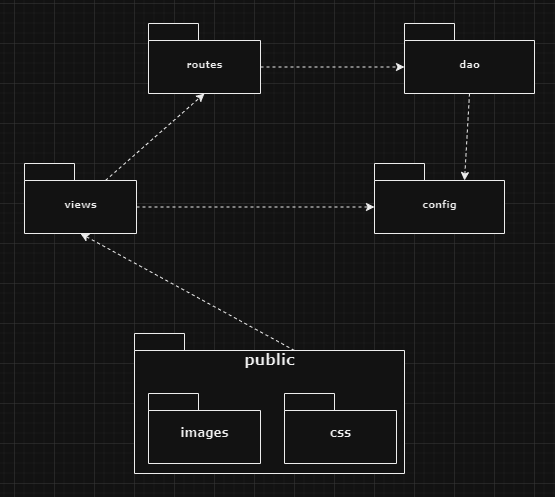 routes
dao
views
config
public
images
css